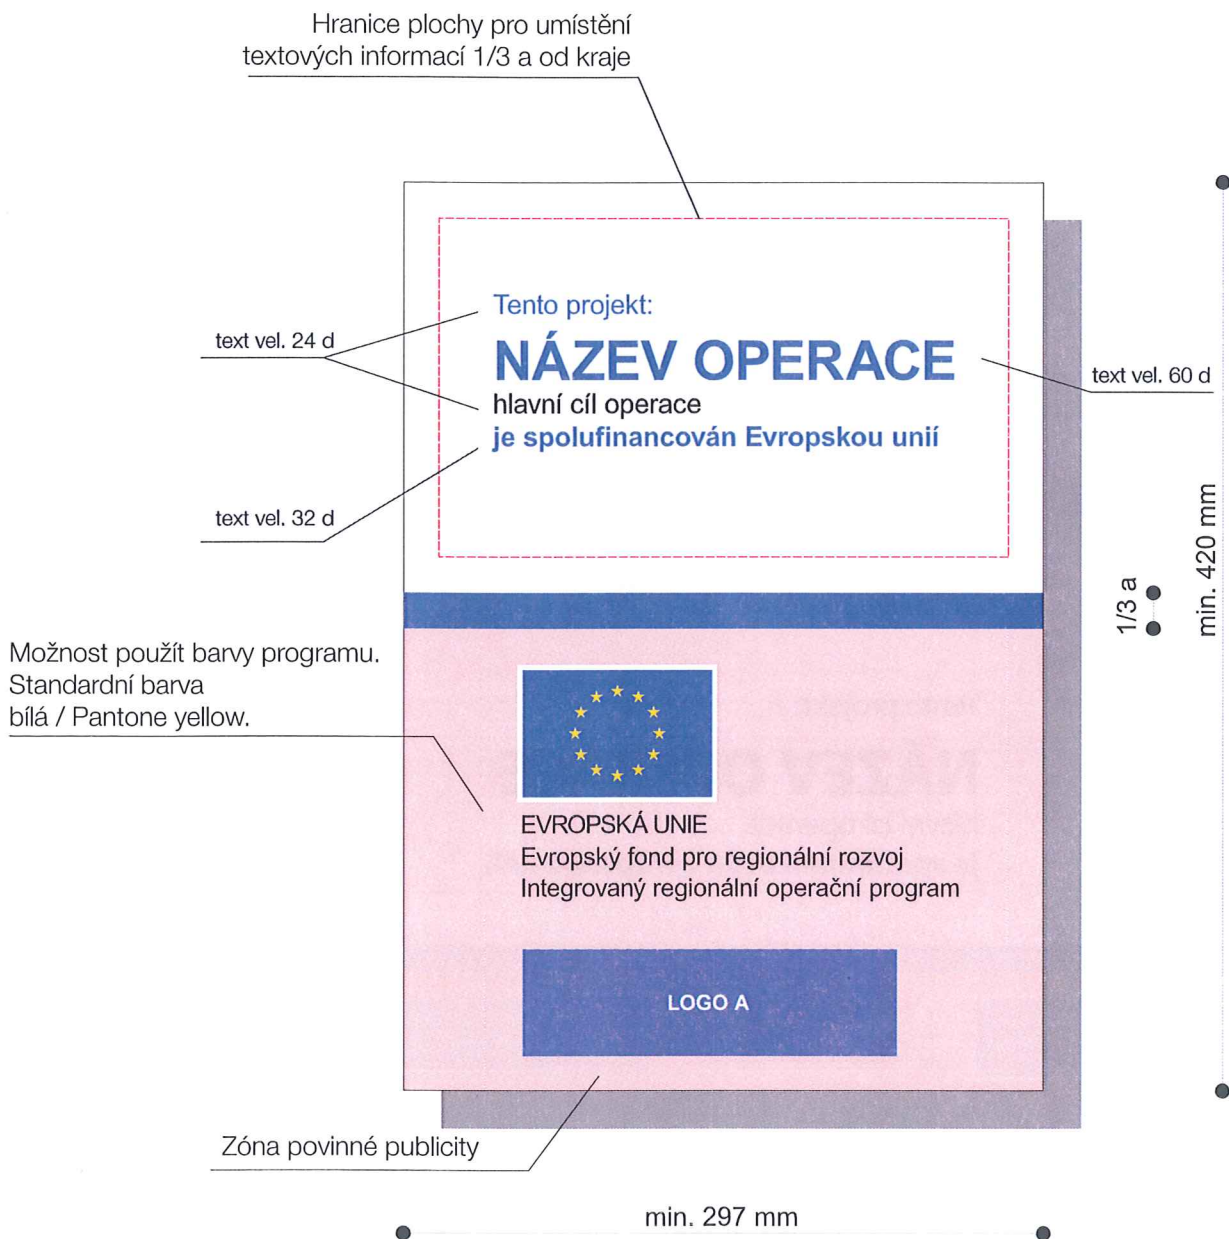 Hranice plochy pro umístění
textových informací 1/3 a od kraje
Tento projekt:
text vel. 24 d
NÁZEV OPERACE
text vel. 60 d
hlavní cíl operace
je spolufinancován Evropskou unií
text vel. 32 d
min. 420 mm
1/3 a
Možnost použít barvy programu.
Standardní barva
bílá / Pantone yellow.
EVROPSKÁ UNIE
Evropský fond pro regionální rozvoj
Integrovaný regionální operační program
LOGO A
Zóna povinné publicity
min. 297 mm